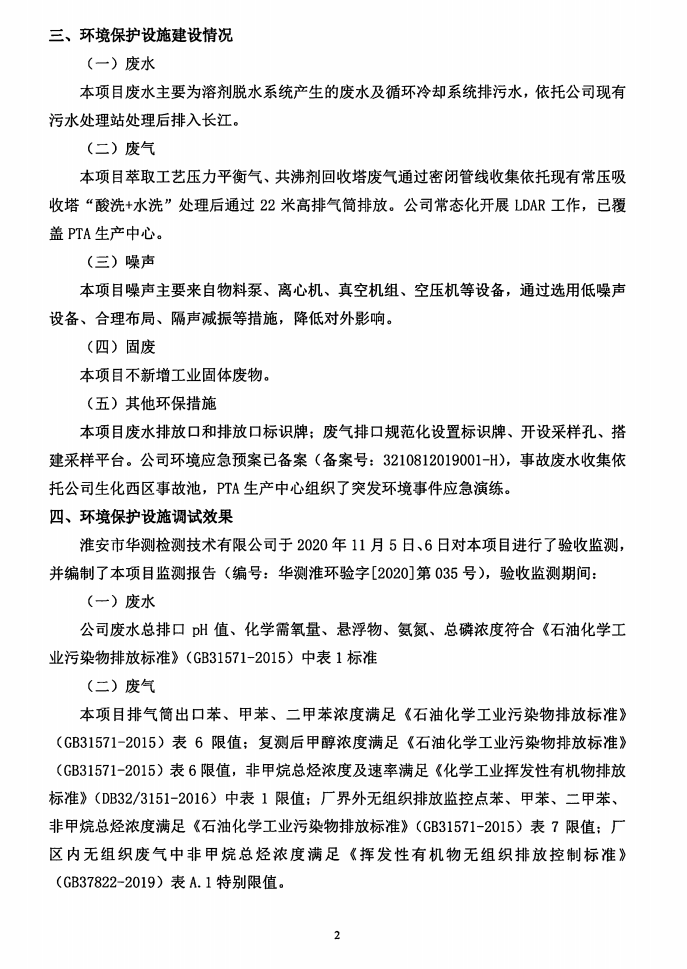 三、环境保护设施建设情况
（一）废水
本项目废水主要为溶剂脱水系统产生的废水及循环冷却系统排污水，依托公司现有
污水处理站处理后排入长江。
（二）废气
本项目萃取工艺压力平衡气、共沸剂回收塔废气通过密闭管线收集依托现有常压吸
收塔“酸洗+水洗”处理后通过 22 米高排气筒排放。公司常态化开展 LDAR 工作，已覆
盖 PTA 生产中心。
（三）噪声
本项目噪声主要来自物料泵、离心机、真空机组、空压机等设备，通过选用低噪声
设备、合理布局、隔声减振等措施，降低对外影响。
（四）固废
本项目不新增工业固体废物。
（五）其他环保措施
本项目废水排放口和排放口标识牌；废气排口规范化设置标识牌、开设采样孔、搭
建采样平台。公司环境应急预案已备案（备案号：3210812019001-H），事故废水收集依
托公司生化西区事故池，PTA 生产中心组织了突发环境事件应急演练。
四、环境保护设施调试效果
淮安市华测检测技术有限公司于 2020 年 11 月 5 日、6 日对本项目进行了验收监测，
并编制了本项目监测报告（编号：华测淮环验字[2020]第 035 号），验收监测期间：
（一）废水
公司废水总排口 pH 值、化学需氧量、悬浮物、氨氮、总磷浓度符合《石油化学工
业污染物排放标准》（GB31571-2015）中表 1 标准
（二）废气
本项目排气筒出口苯、甲苯、二甲苯浓度满足《石油化学工业污染物排放标准》
（GB31571-2015）表 6 限值；复测后甲醇浓度满足《石油化学工业污染物排放标准》
（GB31571-2015）表 6 限值，非甲烷总烃浓度及速率满足《化学工业挥发性有机物排放
标准》（DB32/3151-2016）中表 1 限值；厂界外无组织排放监控点苯、甲苯、二甲苯、
非甲烷总烃浓度满足《石油化学工业污染物排放标准》（GB31571-2015）表 7 限值；厂
区内无组织废气中非甲烷总烃浓度满足《挥发性有机物无组织排放控制标准》
（GB37822-2019）表 A.1 特别限值。
2